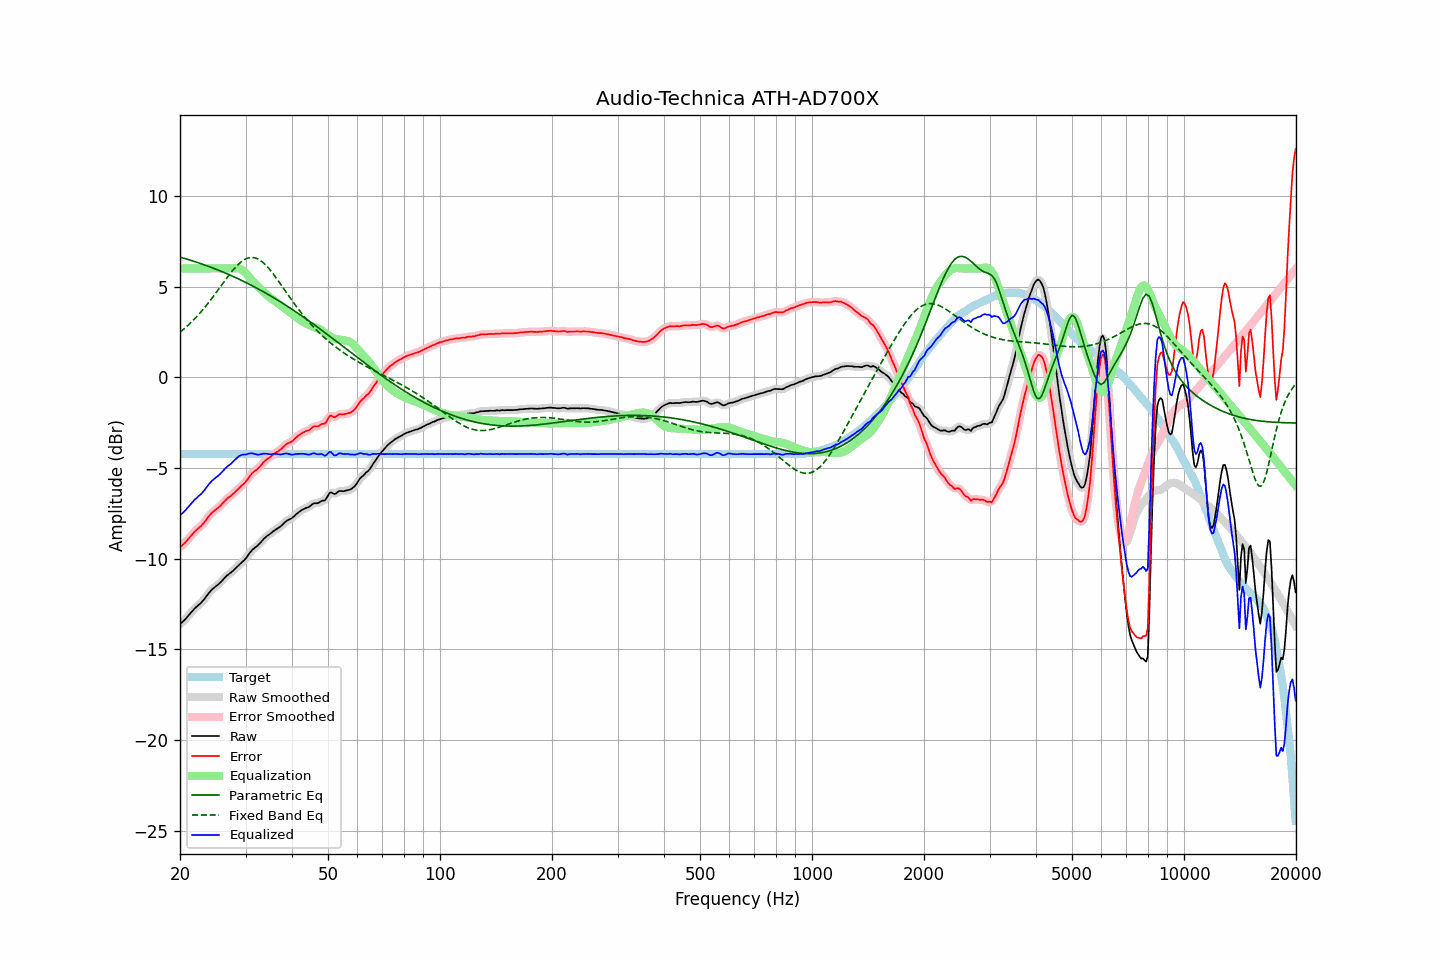 Audio-Technica ATH-AD700X
Amplitude (dBr)
10
5
0
−5
−10
−15
−20
−25
Target
Raw Smoothed
Error Smoothed
Raw
Error
Equalization
Parametric Eq
Fixed Band Eq
Equalized
20 50 100 200 500 1000 2000 5000 10000 20000
Frequency (Hz)